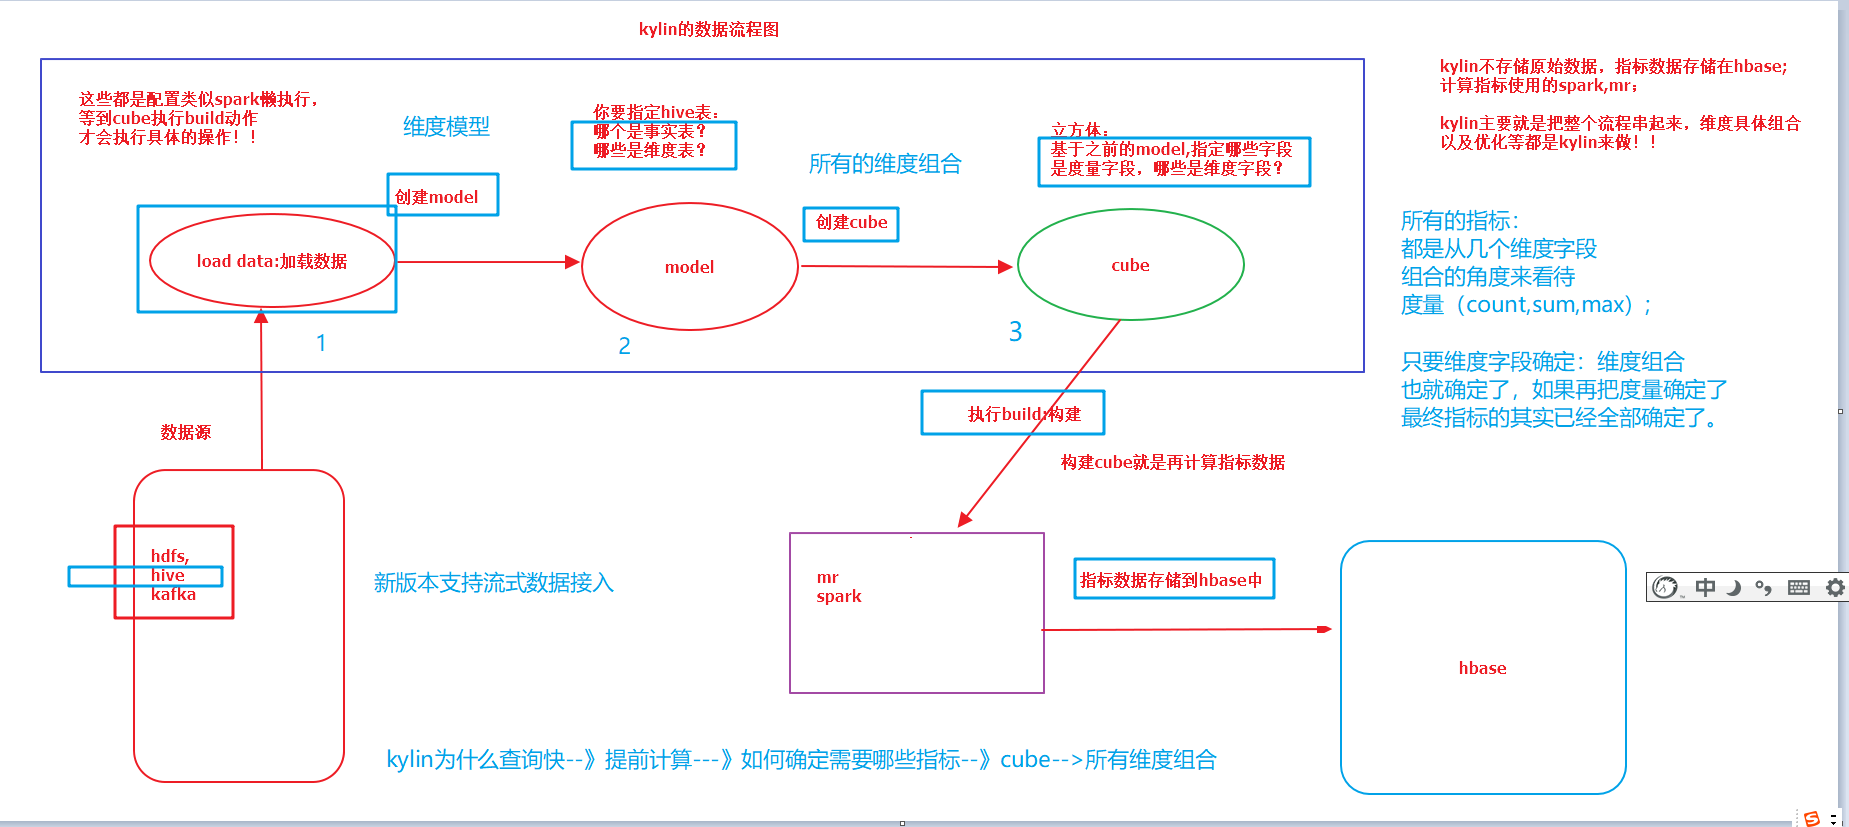 kylin的数据流程图
这些都是配置类似spark懒执行，
等到cube执行build动作
才会执行具体的操作！！
维度模型
你要指定hive表：
哪个是事实表？
哪些是维度表？
所有的维度组合
立方体：
基于之前的model,指定哪些字段
是度量字段，哪些是维度字段？
kylin不存储原始数据，指标数据存储在hbase;
计算指标使用的spark,mr；
kylin主要就是把整个流程串起来，维度具体组合
以及优化等都是kylin来做！！
创建model
创建cube
load data:加载数据
model
cube
1
2
3
所有的指标：
都是从几个维度字段
组合的角度来看待
度量（count,sum,max）；
只要维度字段确定：维度组合
也就确定了，如果再把度量确定了
最终指标的其实已经全部确定了。
数据源
执行build:构建
构建cube就是再计算指标数据
hdfs,
hive
kafka
新版本支持流式数据接入
mr
spark
指标数据存储到hbase中
hbase
中
kylin为什么查询快--》提前计算---》如何确定需要哪些指标--》cube-->所有维度组合
S